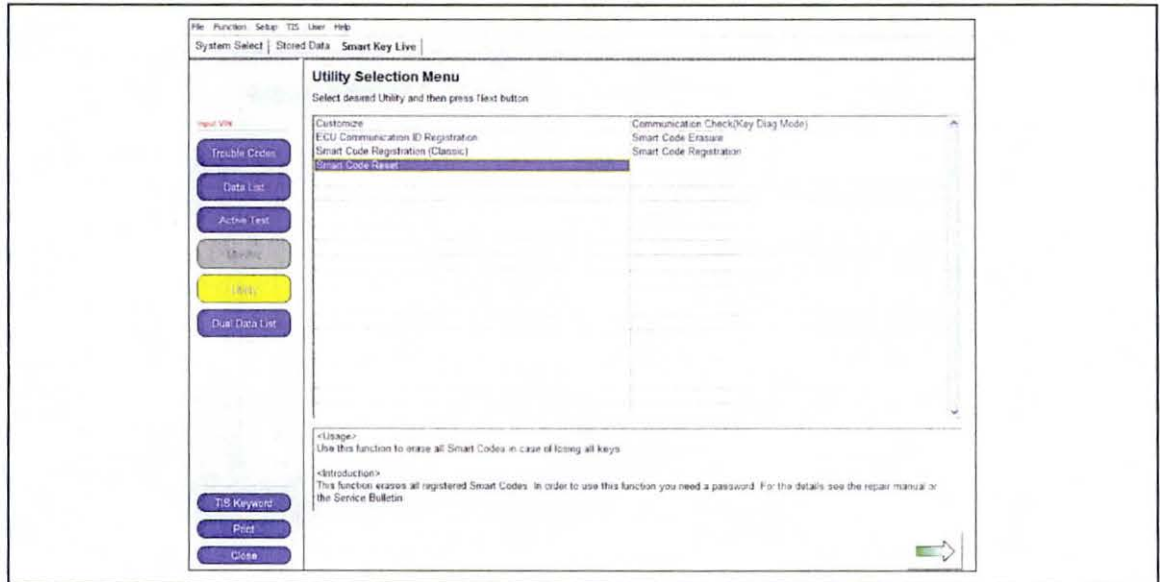 File Function Setup TIS User Help
System Select Stored Data Smart Key Live
Utility Selection Menu
Select desired Utility and then press Next button
Input VIN
Customize
ECU Communication ID Registration
Smart Code Registration (Classic)
Smart Code Reset
Communication Check(Key Diag Mode)
Smart Code Erasure
Smart Code Registration
Trouble Codes
Data List
Active Test
Monitor
Utility
Dual Data List
<Usage>
Use this function to erase all Smart Codes in case of losing all keys
<Introduction>
This function erases all registered Smart Codes. In order to use this function you need a password. For the details see the repair manual or
the Service Bulletin
TIS Keyword
Print
Close